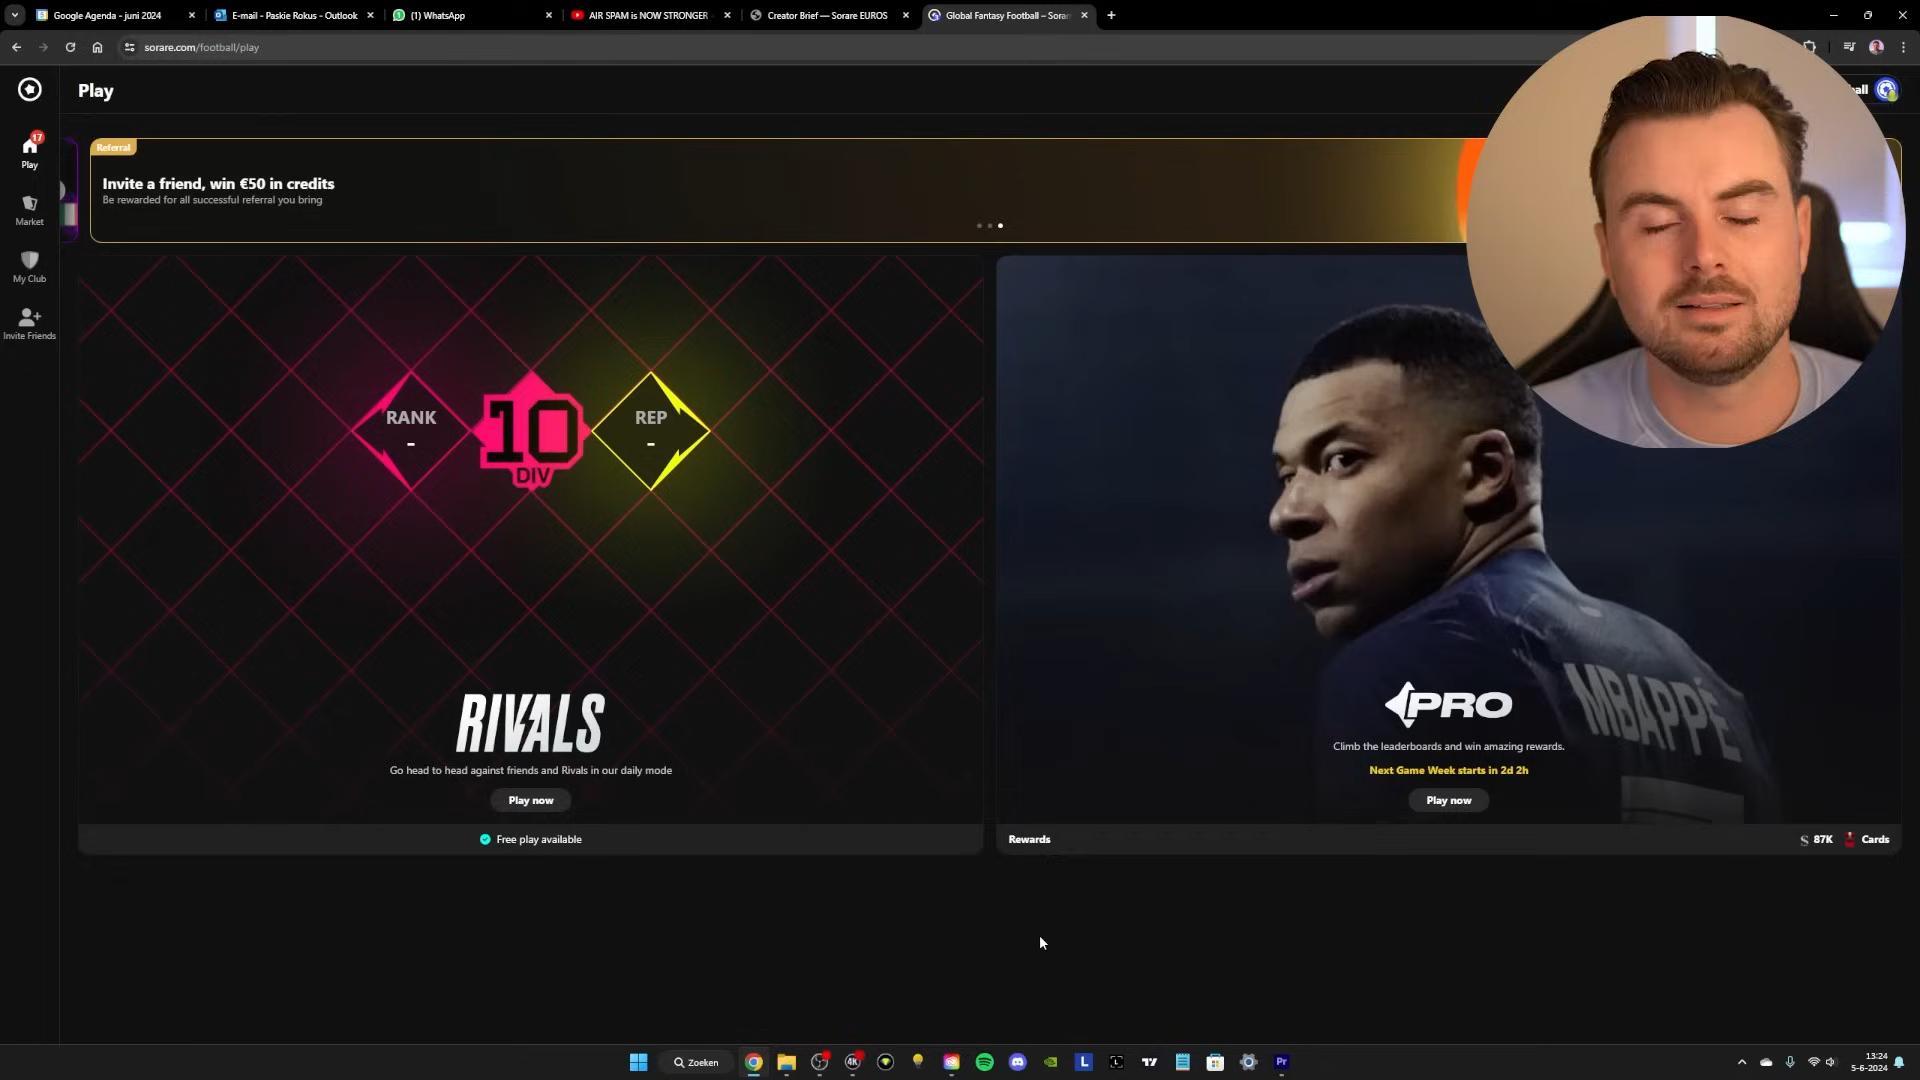 Google Agenda - juni 2024
E-mail - Paskie Rokus - Outlook
(1) WhatsApp
AIR SPAM is NOW STRONGER
Creator Brief — Sorare EUROS
Global Fantasy Football – Sorar
sorare.com/football/play
Play
ball
17
Play
Market
My Club
Invite Friends
Referral
Invite a friend, win €50 in credits
Be rewarded for all successful referral you bring
RANK
-
10
DIV
REP
-
RIVALS
Go head to head against friends and Rivals in our daily mode
Play now
Free play available
MBAPPÉ
PRO
Climb the leaderboards and win amazing rewards.
Next Game Week starts in 2d 2h
Play now
Rewards
$ 87K
Cards
Zoeken
4K
L
Pr
13:24
5-6-2024